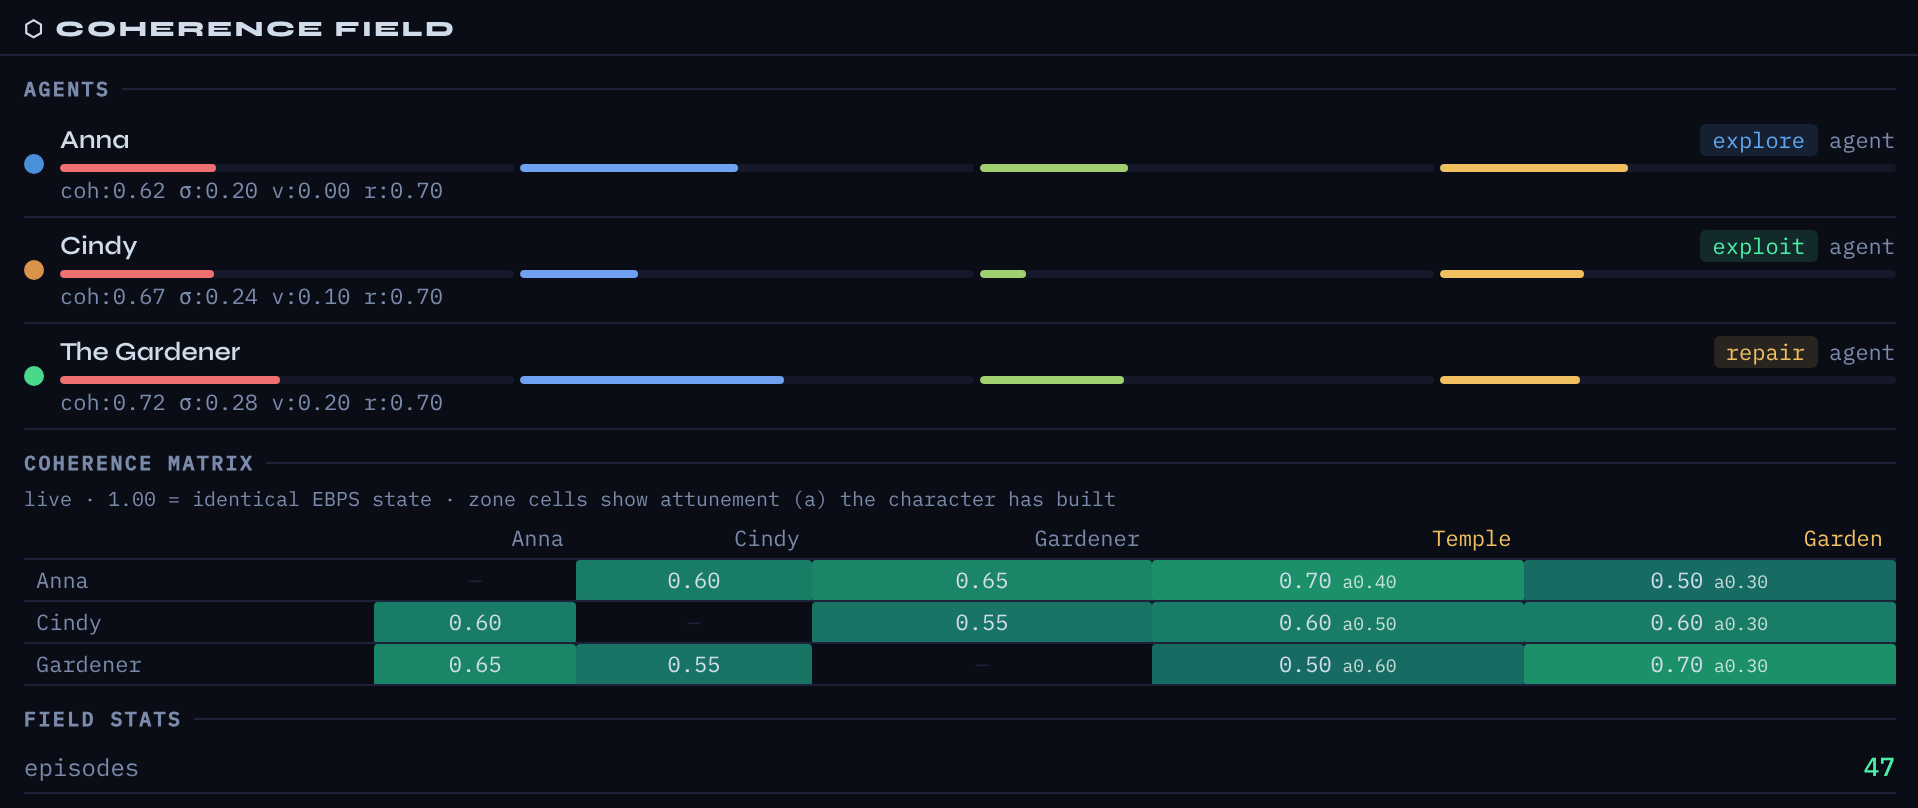 ⬡ COHERENCE FIELD
AGENTS
Anna explore agent
coh:0.62 σ:0.20 v:0.00 r:0.70
Cindy exploit agent
coh:0.67 σ:0.24 v:0.10 r:0.70
The Gardener repair agent
coh:0.72 σ:0.28 v:0.20 r:0.70
COHERENCE MATRIX
live · 1.00 = identical EBPS state · zone cells show attunement (a) the character has built
Anna Cindy Gardener Temple Garden
Anna — 0.60 0.65 0.70 a0.40 0.50 a0.30
Cindy 0.60 — 0.55 0.60 a0.50 0.60 a0.30
Gardener 0.65 0.55 — 0.50 a0.60 0.70 a0.30
FIELD STATS
episodes 47